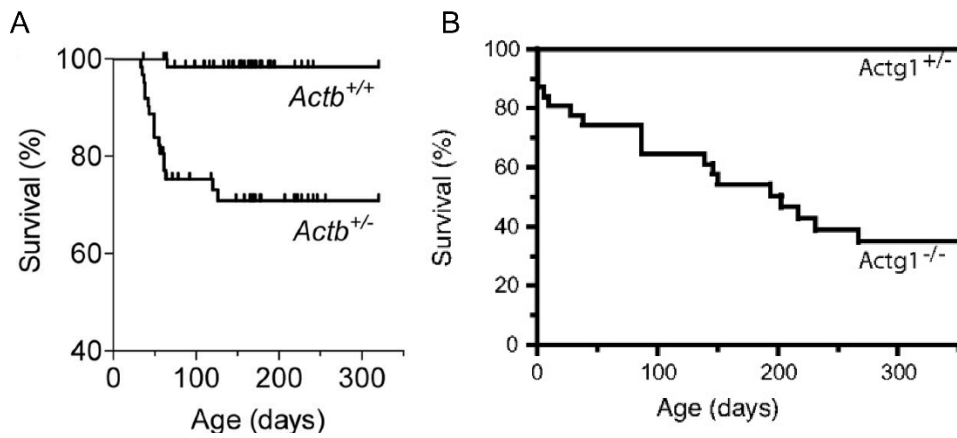 A
Survival (%)
100
80
60
40
Actb+/+
Actb+/-
0
100
200
300
Age (days)
B
Survival (%)
100
80
60
40
20
0
Actg1+/-
Actg1-/-
0
100
200
300
Age (days)